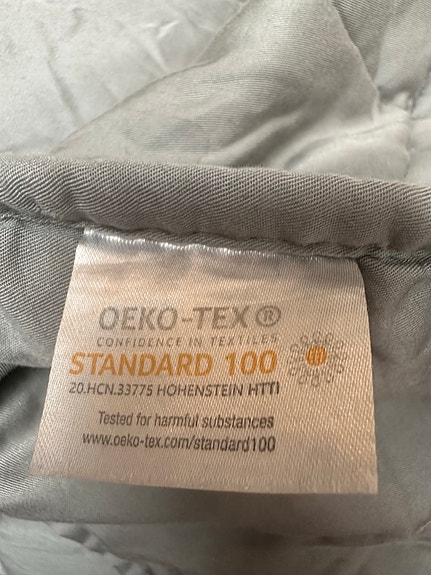 OEKO-TEX®
CONFIDENCE IN TEXTILES
STANDARD 100
20.HCN.33775 HOHENSTEIN HTTI
Tested for harmful substances
www.oeko-tex.com/standard100